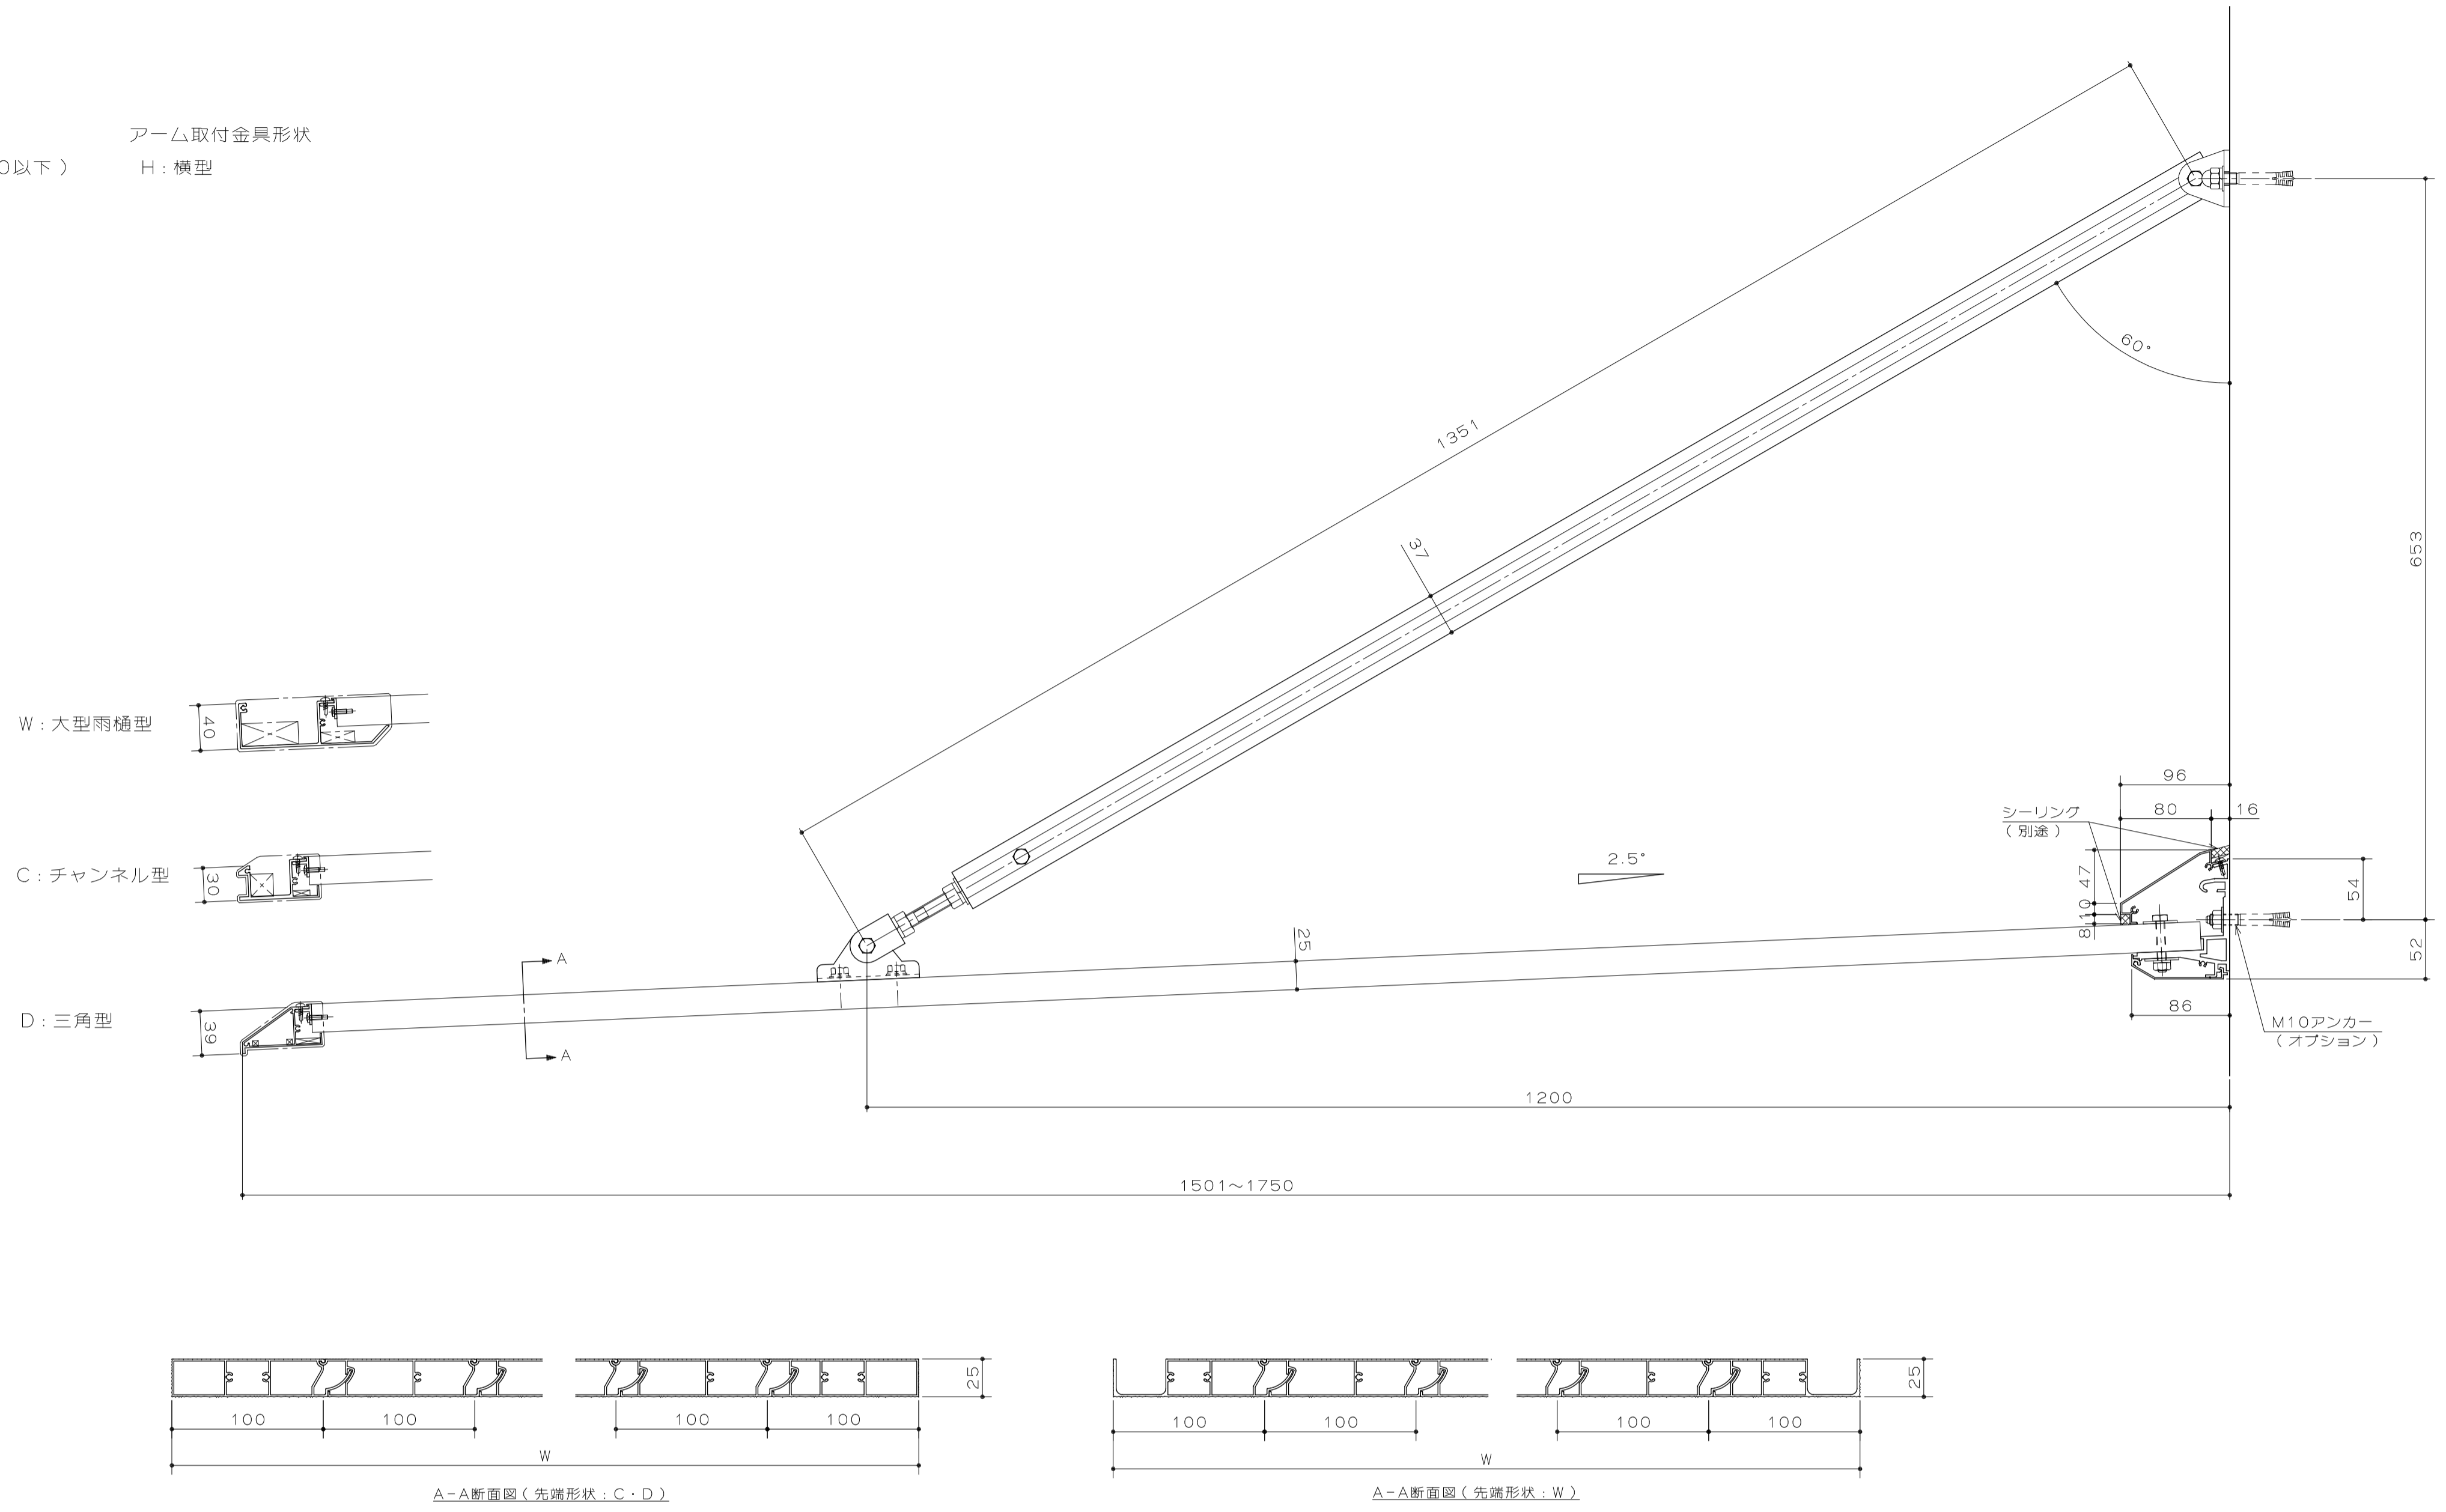 アーム取付金具形状
0以下 )
H : 横型
1351
60°
37
653
W : 大型雨樋型
40
96
シーリング
( 別途 )
80
16
2.5°
C : チャンネル型
30
47
54
10
8
25
52
A
D : 三角型
39
86
M10アンカー
( オプション )
A
1200
1501～1750
25
25
100
100
100
100
100
100
100
100
W
W
A-A断面図 ( 先端形状 : C・D )
A-A断面図 ( 先端形状 : W )